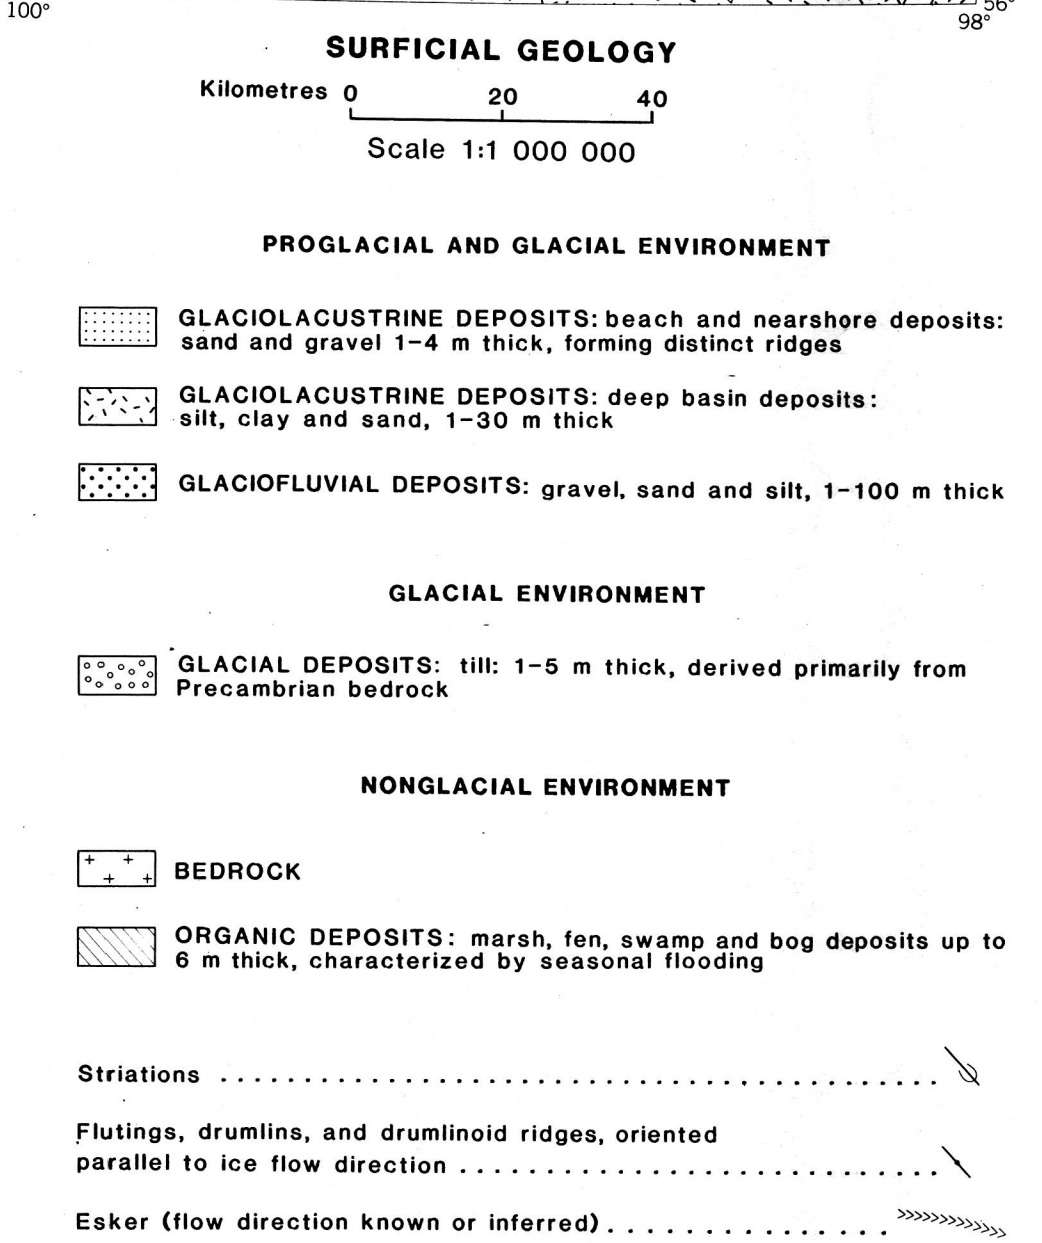 100° 56°
98°
SURFICIAL GEOLOGY
Kilometres 0 20 40
Scale 1:1 000 000
PROGLACIAL AND GLACIAL ENVIRONMENT
GLACIOLACUSTRINE DEPOSITS: beach and nearshore deposits:
sand and gravel 1-4 m thick, forming distinct ridges
GLACIOLACUSTRINE DEPOSITS: deep basin deposits:
silt, clay and sand, 1-30 m thick
GLACIOFLUVIAL DEPOSITS: gravel, sand and silt, 1-100 m thick
GLACIAL ENVIRONMENT
GLACIAL DEPOSITS: till: 1-5 m thick, derived primarily from
Precambrian bedrock
NONGLACIAL ENVIRONMENT
BEDROCK
ORGANIC DEPOSITS: marsh, fen, swamp and bog deposits up to
6 m thick, characterized by seasonal flooding
Striations
Flutings, drumlins, and drumlinoid ridges, oriented
parallel to ice flow direction
Esker (flow direction known or inferred)